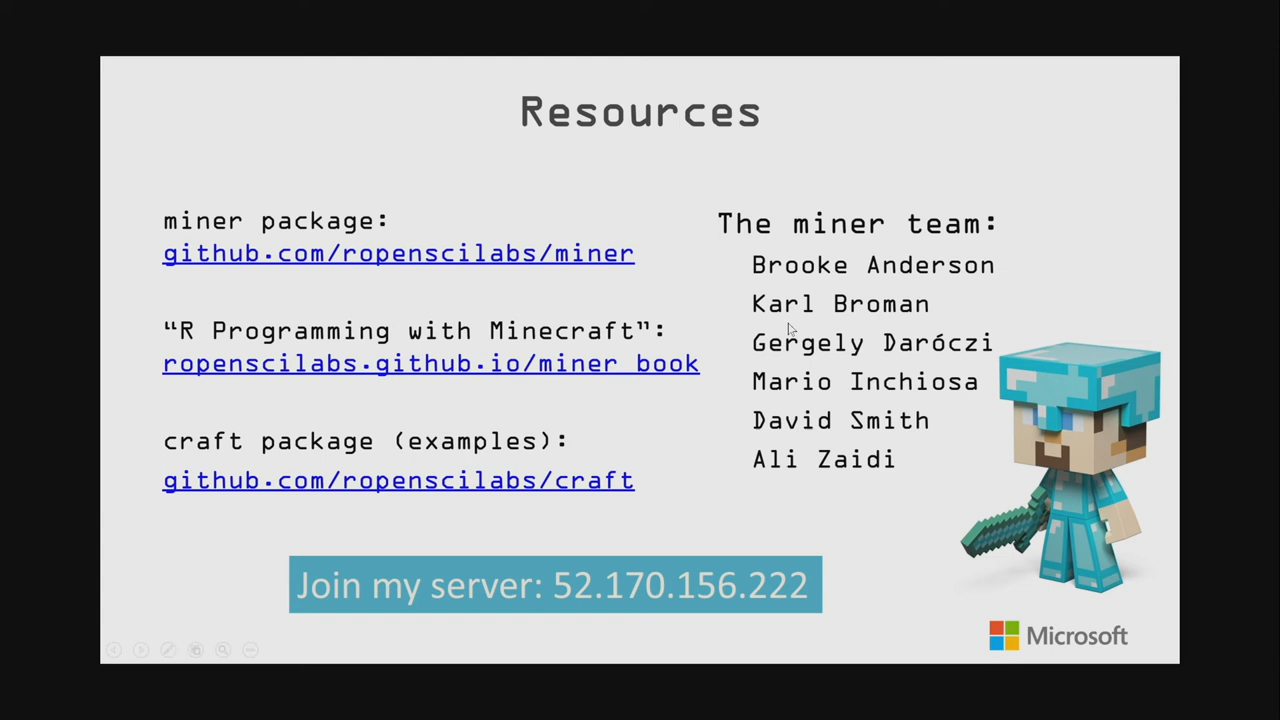 Resources
miner package:
github.com/ropenscilabs/miner
“R Programming with Minecraft”:
ropenscilabs.github.io/miner_book
craft package (examples):
github.com/ropenscilabs/craft
The miner team:
Brooke Anderson
Karl Broman
Gergely Daróczi
Mario Inchiosa
David Smith
Ali Zaidi
Join my server: 52.170.156.222
Microsoft